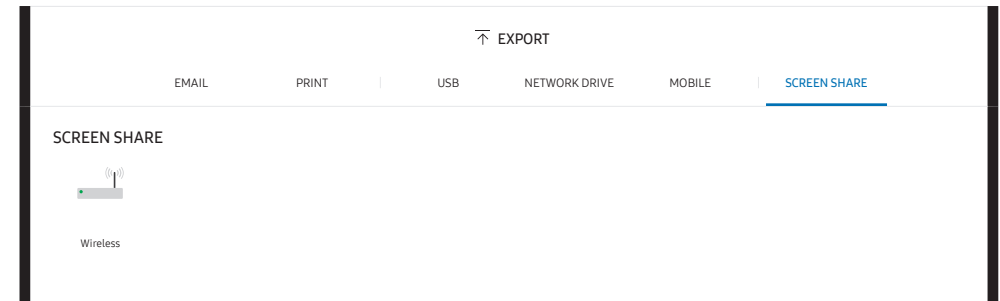 EXPORT
EMAIL PRINT USB NETWORK DRIVE MOBILE SCREEN SHARE
SCREEN SHARE
Wireless